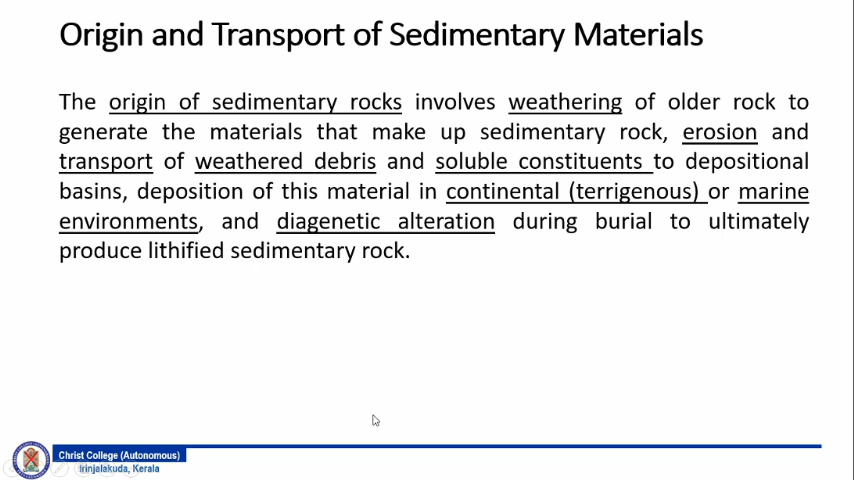 Origin and Transport of Sedimentary Materials
The origin of sedimentary rocks involves weathering of older rock to
generate the materials that make up sedimentary rock, erosion and
transport of weathered debris and soluble constituents to depositional
basins, deposition of this material in continental (terrigenous) or marine
environments, and diagenetic alteration during burial to ultimately
produce lithified sedimentary rock.
Christ College (Autonomous)
Irinjalakuda, Kerala